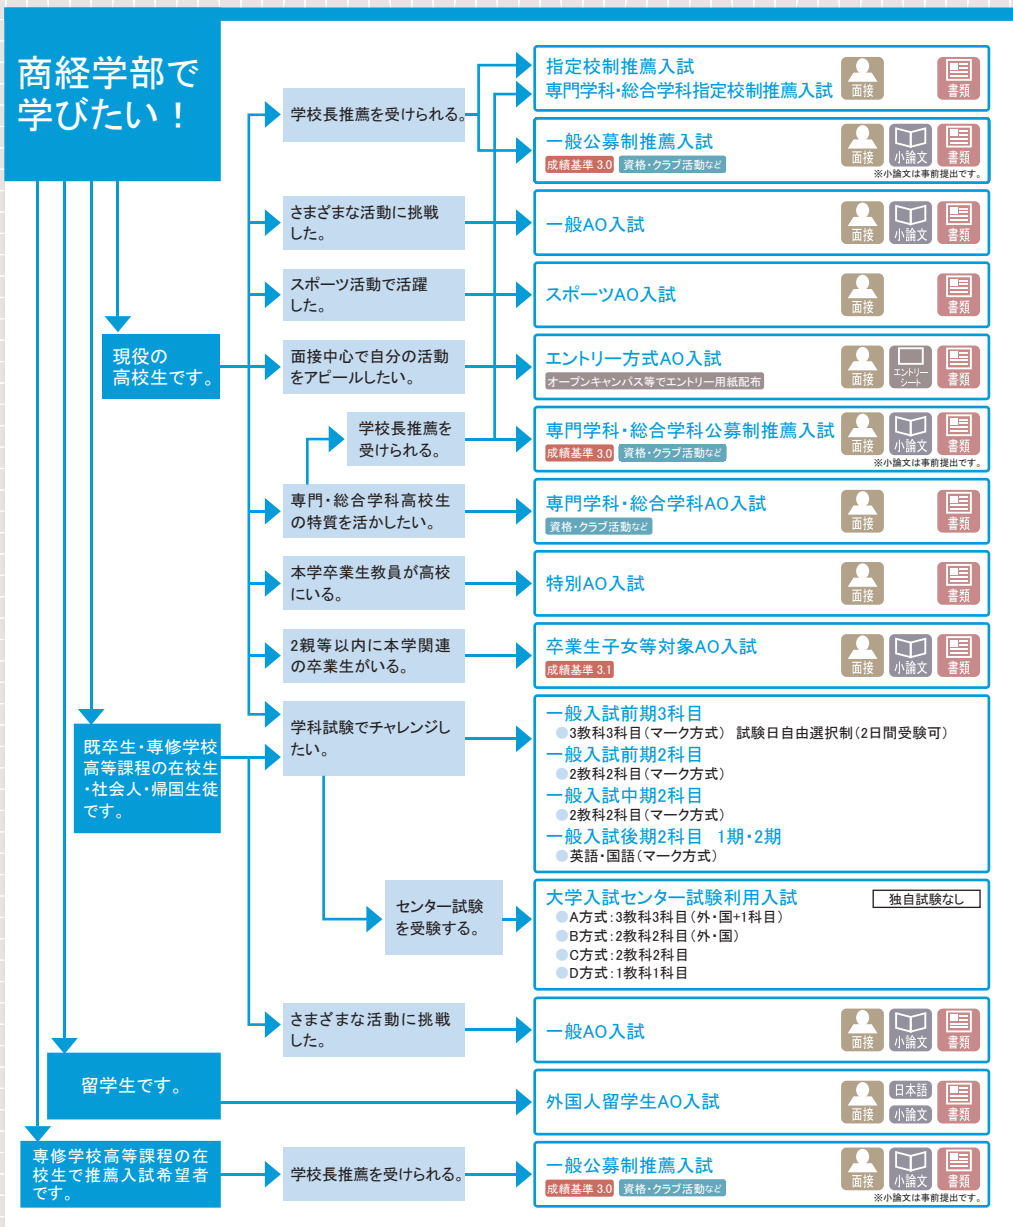 商経学部で
学びたい！
学校長推薦を受けられる。
指定校制推薦入試
専門学科・総合学科指定校制推薦入試
面接
書類
一般公募制推薦入試
成績基準 3.0
資格・クラブ活動など
面接
小論文
書類
※小論文は事前提出です。
さまざまな活動に挑戦
した。
一般AO入試
面接
小論文
書類
スポーツ活動で活躍
した。
スポーツAO入試
面接
書類
現役の
高校生です。
面接中心で自分の活動
をアピールしたい。
エントリー方式AO入試
オープンキャンパス等でエントリー用紙配布
面接
エントリー
シート
書類
学校長推薦を
受けられる。
専門学科・総合学科公募制推薦入試
成績基準 3.0
資格・クラブ活動など
面接
小論文
書類
※小論文は事前提出です。
専門・総合学科高校生
の特質を活かしたい。
専門学科・総合学科AO入試
資格・クラブ活動など
面接
書類
本学卒業生教員が高校
にいる。
特別AO入試
面接
書類
2親等以内に本学関連
の卒業生がいる。
卒業生子女等対象AO入試
成績基準 3.1
面接
小論文
書類
既卒生・専修学校
高等課程の在校生
・社会人・帰国生徒
です。
学科試験でチャレンジし
たい。
一般入試前期3科目
●3教科3科目（マーク方式） 試験日自由選択制（2日間受験可）
一般入試前期2科目
●2教科2科目（マーク方式）
一般入試中期2科目
●2教科2科目（マーク方式）
一般入試後期2科目 1期・2期
●英語・国語（マーク方式）
センター試験
を受験する。
大学入試センター試験利用入試
独自試験なし
●A方式：3教科3科目（外・国+1科目）
●B方式：2教科2科目（外・国）
●C方式：2教科2科目
●D方式：1教科1科目
さまざまな活動に挑戦
した。
一般AO入試
面接
小論文
書類
留学生です。
外国人留学生AO入試
面接
日本語
小論文
書類
専修学校高等課程の在
校生で推薦入試希望者
です。
学校長推薦を受けられる。
一般公募制推薦入試
成績基準 3.0
資格・クラブ活動など
面接
小論文
書類
※小論文は事前提出です。